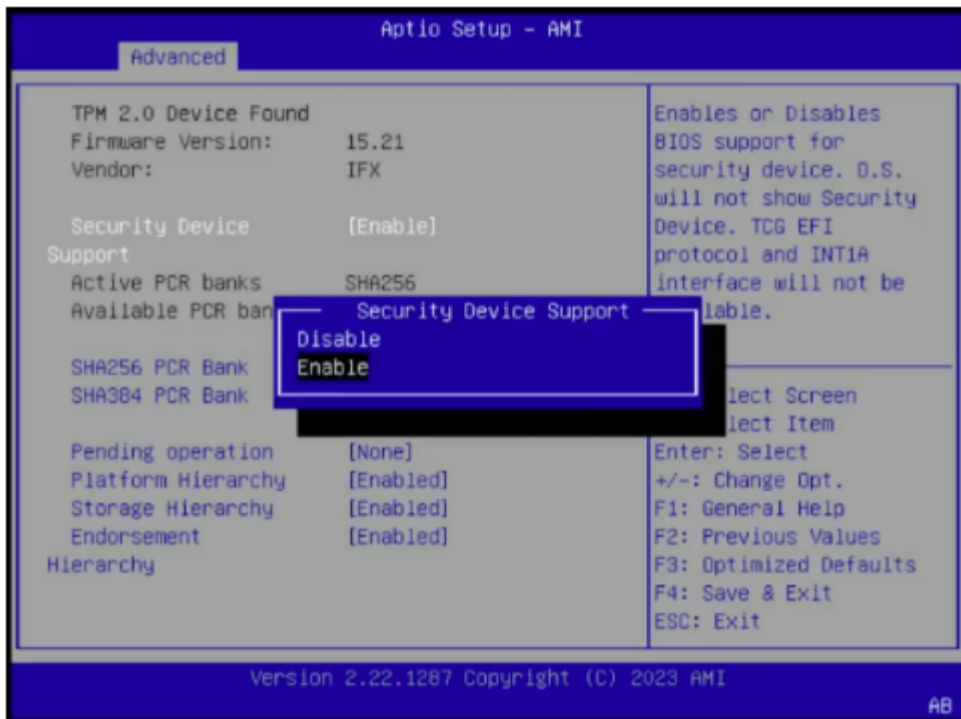 Aptio Setup – AMI
Advanced
TPM 2.0 Device Found
Firmware Version: 15.21
Vendor: IFX
Security Device [Enable]
Support
Active PCR banks SHA256
Available PCR ban
SHA256 PCR Bank
SHA384 PCR Bank
Pending operation [None]
Platform Hierarchy [Enabled]
Storage Hierarchy [Enabled]
Endorsement [Enabled]
Hierarchy
Security Device Support
Disable
Enable
Enables or Disables
BIOS support for
security device. O.S.
will not show Security
Device. TCG EFI
protocol and INT1A
interface will not be
lable.
lect Screen
lect Item
Enter: Select
+/-: Change Opt.
F1: General Help
F2: Previous Values
F3: Optimized Defaults
F4: Save & Exit
ESC: Exit
Version 2.22.1287 Copyright (C) 2023 AMI
AB